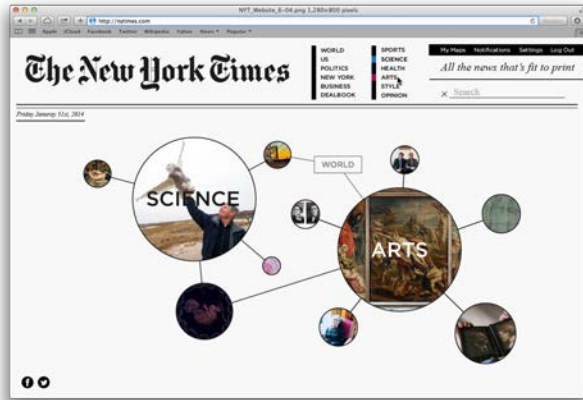 NYT_Website_6-04.png 1,280×800 pixels
http://nytimes.com
Apple iCloud Facebook Twitter Wikipedia Yahoo News Popular
The New York Times
WORLD
US
POLITICS
NEW YORK
BUSINESS
DEALBOOK
SPORTS
SCIENCE
HEALTH
ARTS
STYLE
OPINION
My Maps Notifications Settings Log Out
All the news that's fit to print
× Search
Friday January 31st, 2014
SCIENCE
WORLD
ARTS